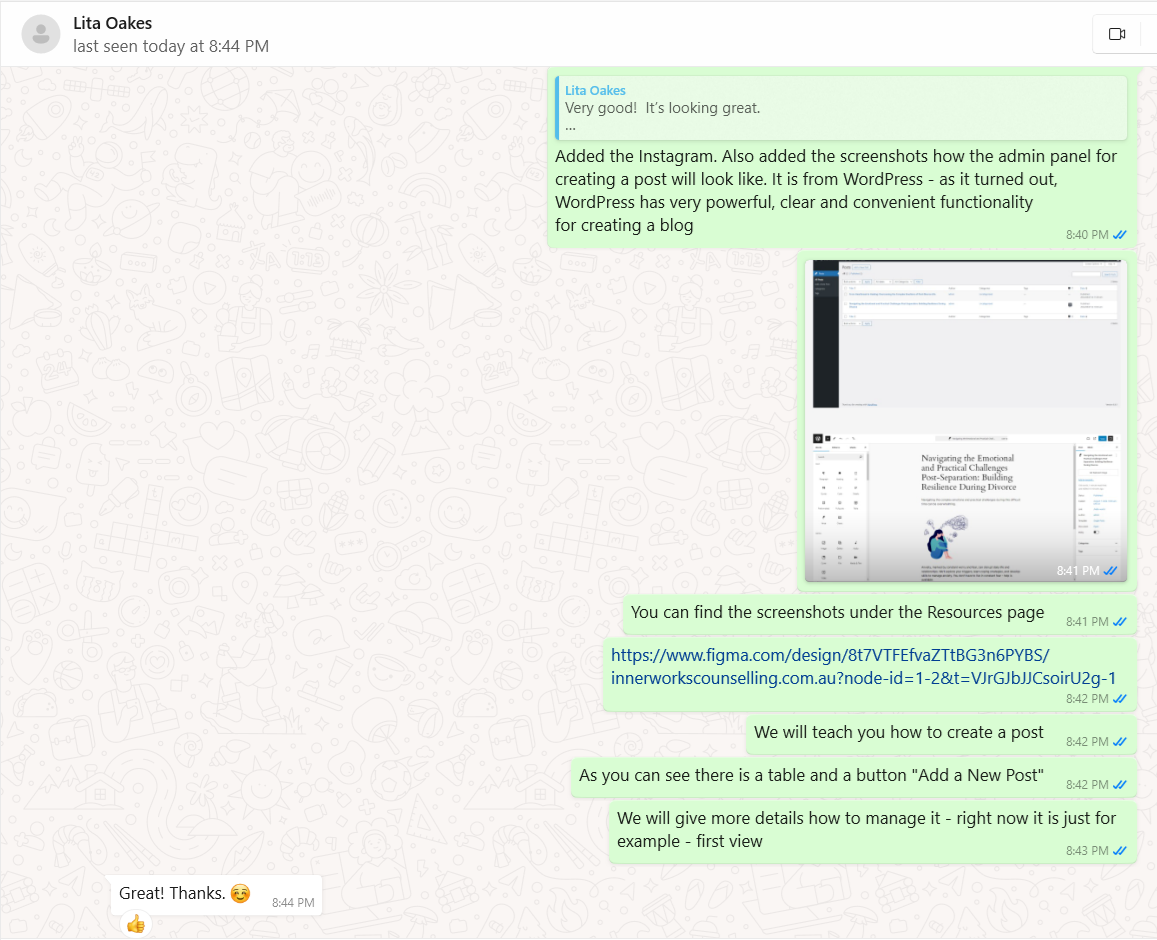 Lita Oakes
last seen today at 8:44 PM
Lita Oakes
Very good!  It's looking great.
...
Added the Instagram. Also added the screenshots how the admin panel for
creating a post will look like. It is from WordPress - as it turned out,
WordPress has very powerful, clear and convenient functionality
for creating a blog
8:40 PM
Navigating the Emotional
and Practical Challenges
Post-Separation: Building
Resilience During Divorce
8:41 PM
You can find the screenshots under the Resources page
8:41 PM
https://www.figma.com/design/8t7VTFEfvaZTtBG3n6PYBS/
innerworkscounselling.com.au?node-id=1-2&t=VJrGJbJJCsoirU2g-1
8:42 PM
We will teach you how to create a post
8:42 PM
As you can see there is a table and a button "Add a New Post"
8:42 PM
We will give more details how to manage it - right now it is just for
example - first view
8:43 PM
Great! Thanks. ☺️
8:44 PM
👍